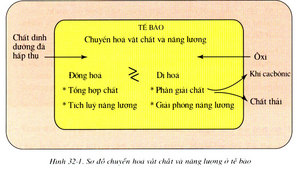 TẾ BÀO
Chuyển hoá vật chất và năng lượng
Chất dinh
dưỡng đã
hấp thu
Ôxi
Khí cacbônic
Đồng hoá
Dị hoá
* Tổng hợp chất
* Phân giải chất
* Tích luỹ năng lượng
* Giải phóng năng lượng
Chất thải
Hình 32-1. Sơ đồ chuyển hoá vật chất và năng lượng ở tế bào